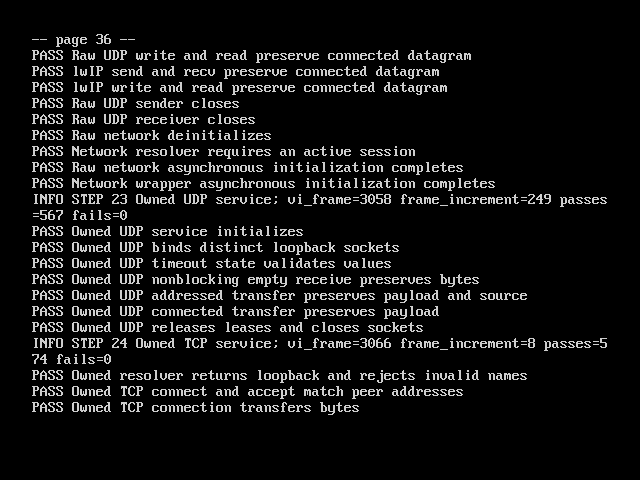 -- page 36 --
PASS Raw UDP write and read preserve connected datagram
PASS lwIP send and recv preserve connected datagram
PASS lwIP write and read preserve connected datagram
PASS Raw UDP sender closes
PASS Raw UDP receiver closes
PASS Raw network deinitializes
PASS Network resolver requires an active session
PASS Raw network asynchronous initialization completes
PASS Network wrapper asynchronous initialization completes
INFO STEP 23 Owned UDP service; vi_frame=3058 frame_increment=249 passes
=567 fails=0
PASS Owned UDP service initializes
PASS Owned UDP binds distinct loopback sockets
PASS Owned UDP timeout state validates values
PASS Owned UDP nonblocking empty receive preserves bytes
PASS Owned UDP addressed transfer preserves payload and source
PASS Owned UDP connected transfer preserves payload
PASS Owned UDP releases leases and closes sockets
INFO STEP 24 Owned TCP service; vi_frame=3066 frame_increment=8 passes=5
74 fails=0
PASS Owned resolver returns loopback and rejects invalid names
PASS Owned TCP connect and accept match peer addresses
PASS Owned TCP connection transfers bytes